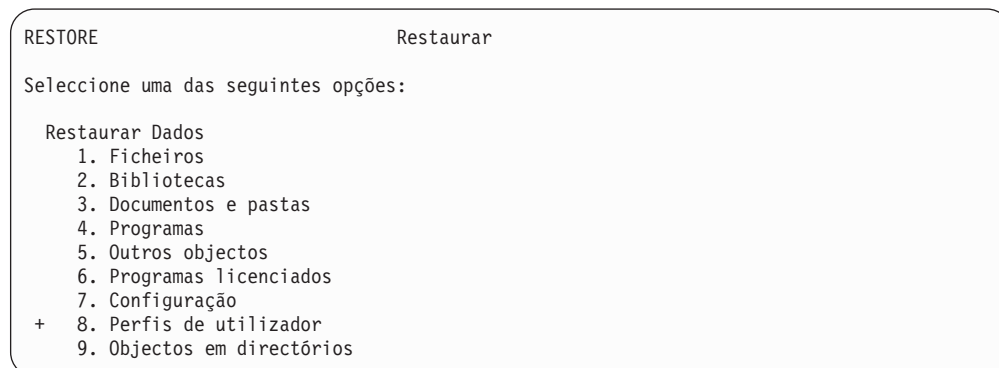 RESTORE Restaurar
Seleccione uma das seguintes opções:
Restaurar Dados
1. Ficheiros
2. Bibliotecas
3. Documentos e pastas
4. Programas
5. Outros objectos
6. Programas licenciados
7. Configuração
+ 8. Perfis de utilizador
9. Objectos em directórios